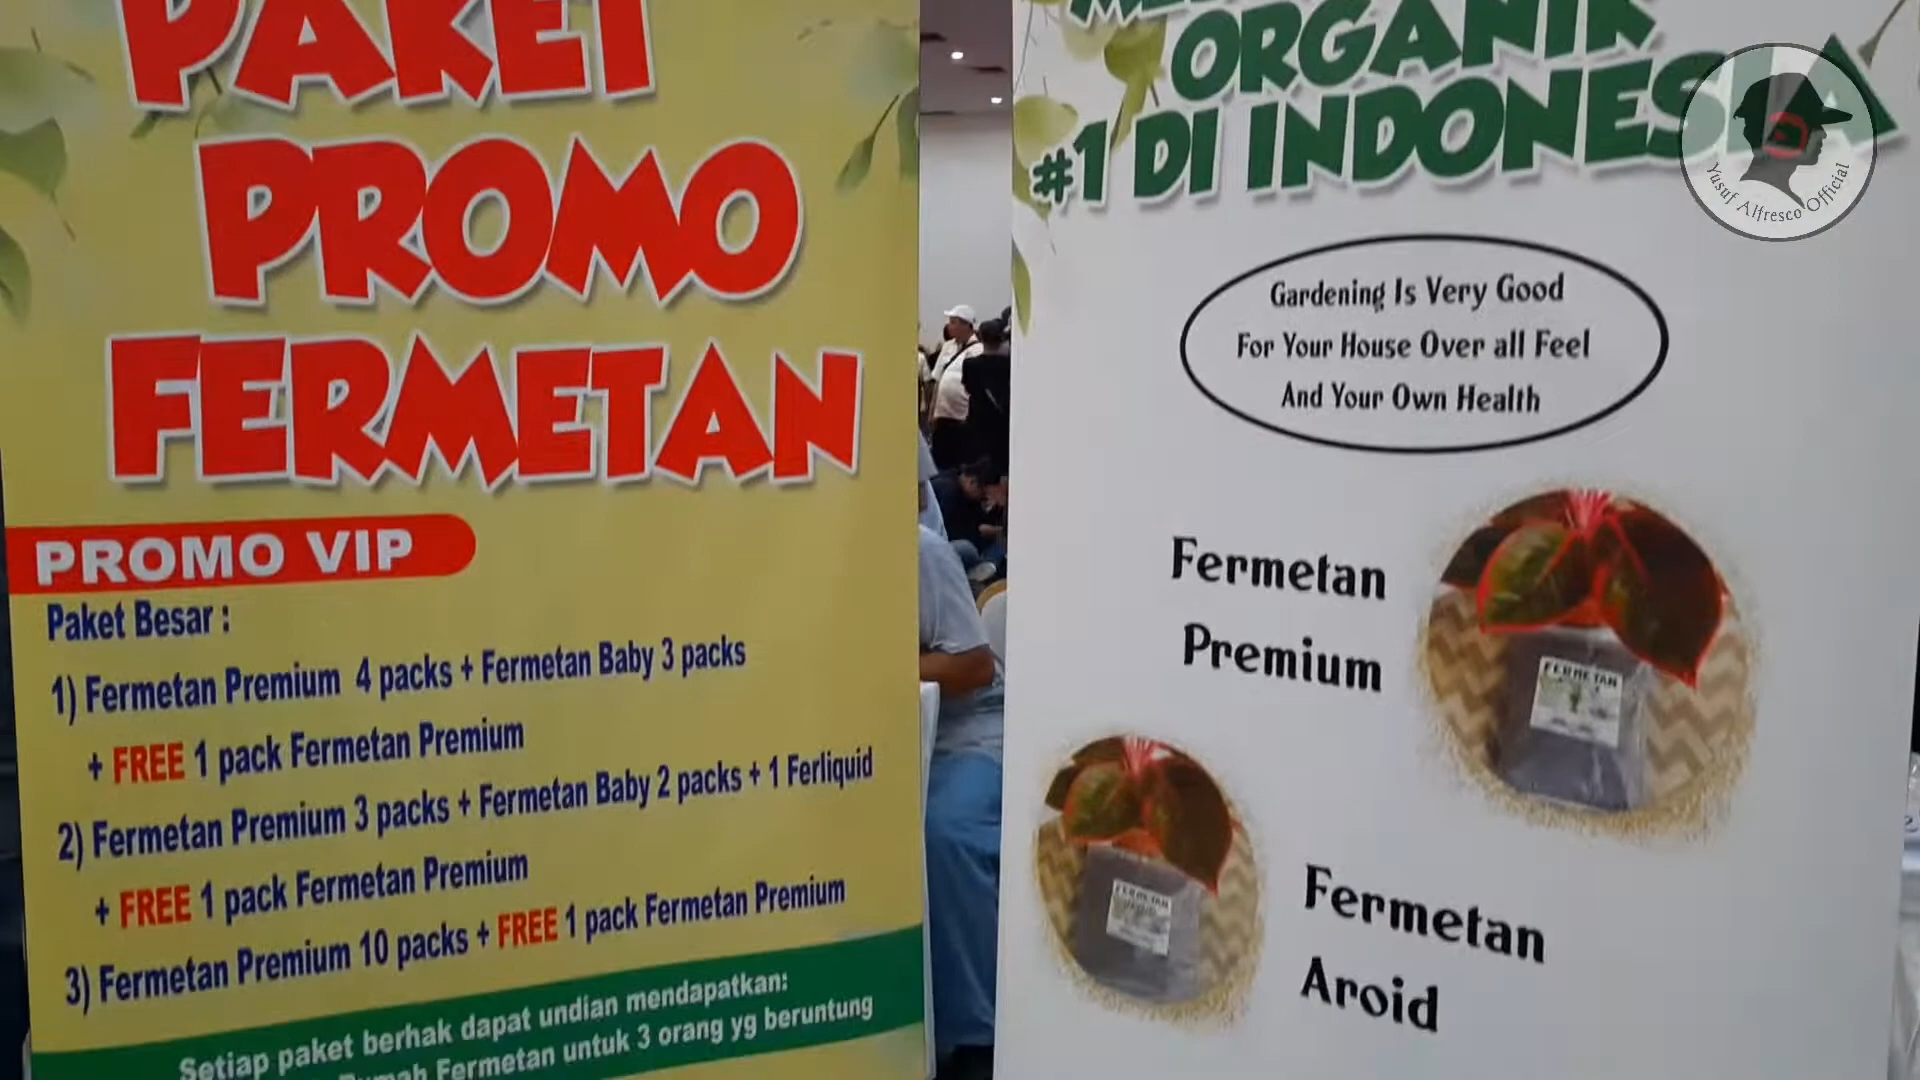 PAKET
PROMO
FERMETAN
PROMO VIP
Paket Besar :
1) Fermetan Premium 4 packs + Fermetan Baby 3 packs
+ FREE 1 pack Fermetan Premium
2) Fermetan Premium 3 packs + Fermetan Baby 2 packs + 1 Ferliquid
+ FREE 1 pack Fermetan Premium
3) Fermetan Premium 10 packs + FREE 1 pack Fermetan Premium
Setiap paket berhak dapat undian mendapatkan:
Fermetan untuk 3 orang yg beruntung
ORGANIK
#1 DI INDONESIA
Yusuf Alfresco Official
Gardening Is Very Good
For Your House Over all Feel
And Your Own Health
Fermetan
Premium
FERMETAN
FERMETAN
Fermetan
Aroid